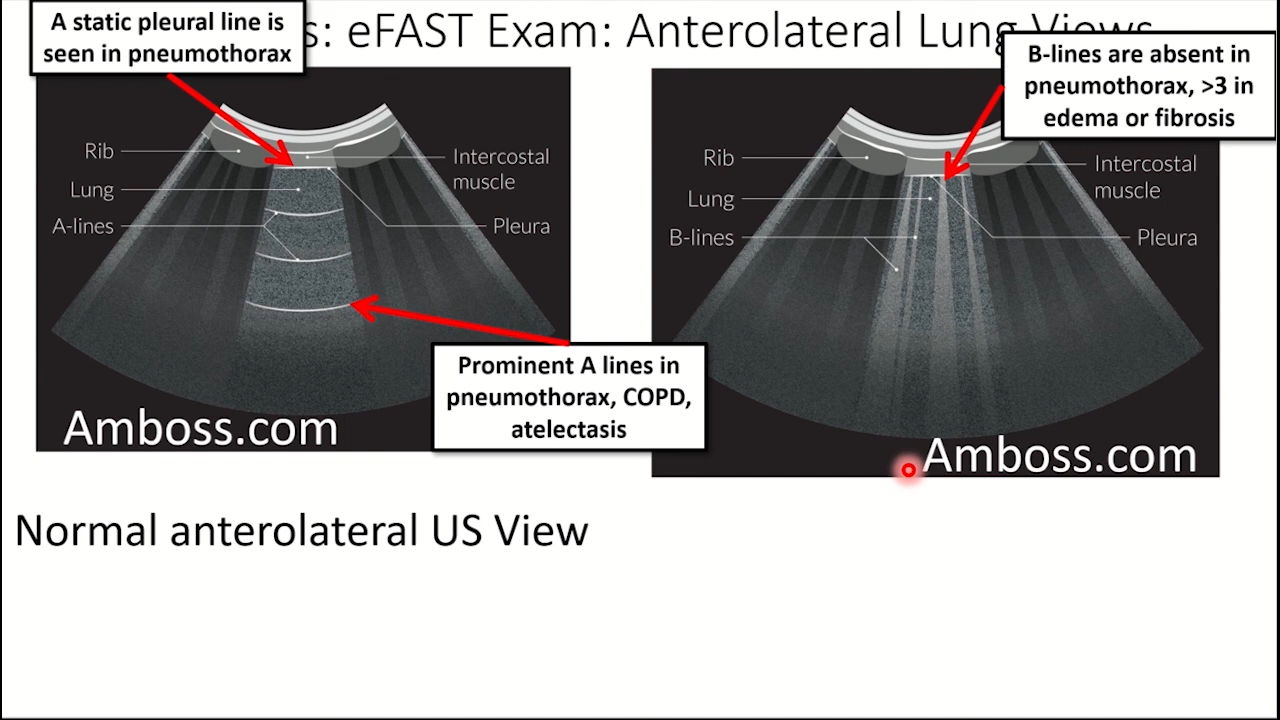 A static pleural line is
seen in pneumothorax
s: eFAST Exam: Anterolateral Lung Views
B-lines are absent in
pneumothorax, >3 in
edema or fibrosis
Rib
Lung
A-lines
Intercostal
muscle
Pleura
Prominent A lines in
pneumothorax, COPD,
atelectasis
Amboss.com
Rib
Lung
B-lines
Intercostal
muscle
Pleura
Amboss.com
Normal anterolateral US View